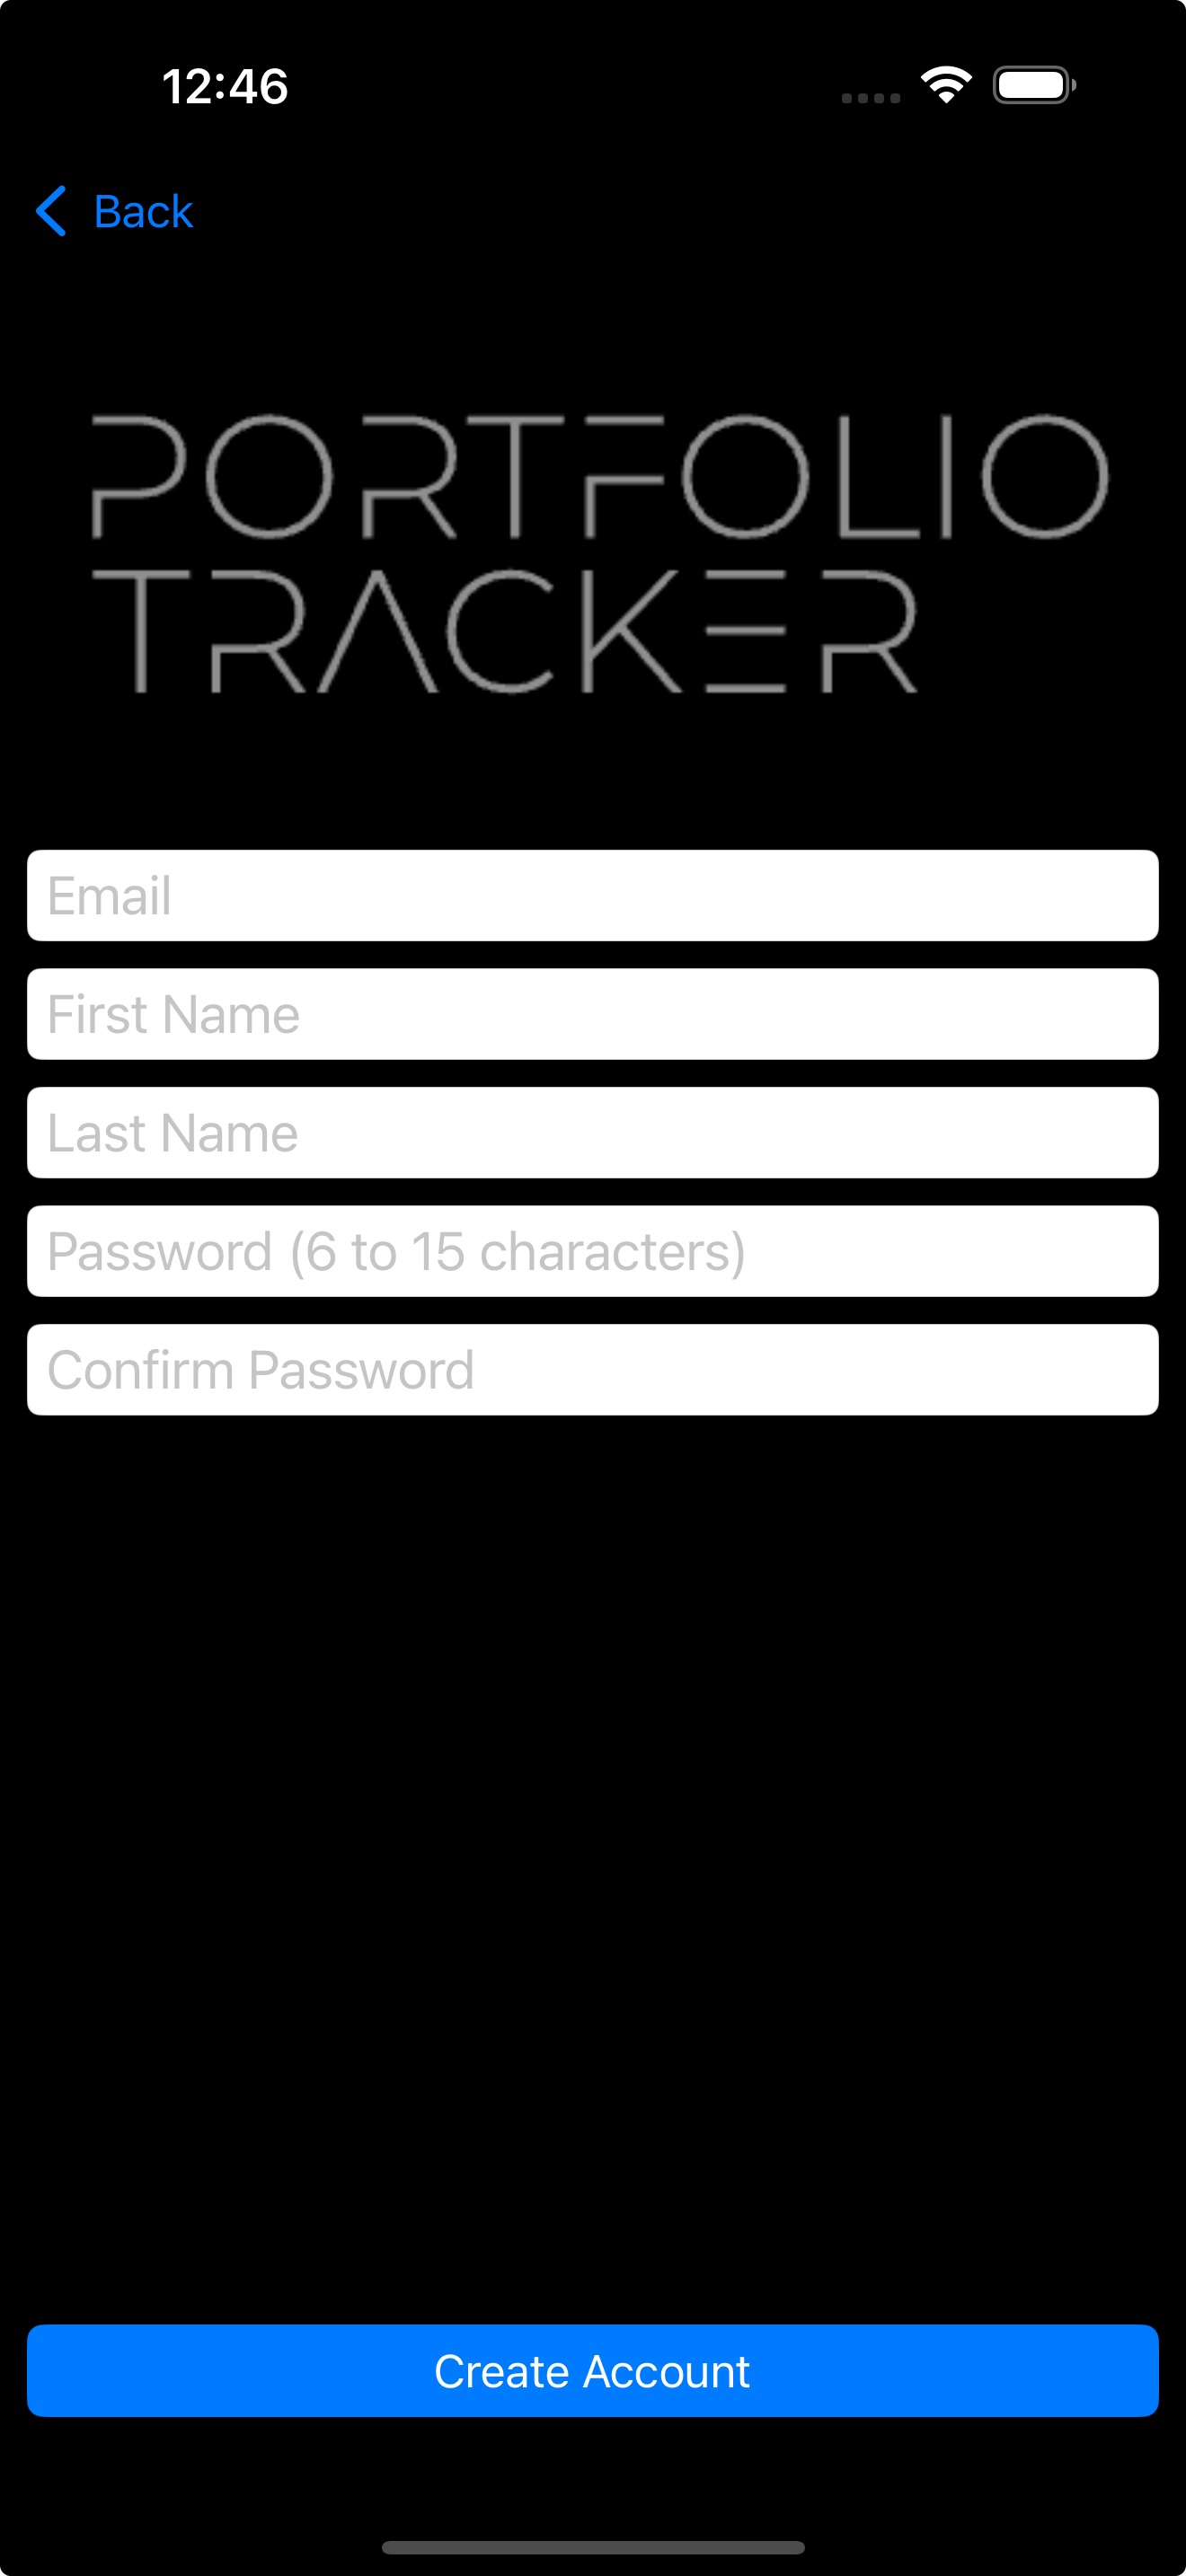 12:46
Back
PORTFOLIO
TRACKER
Email
First Name
Last Name
Password (6 to 15 characters)
Confirm Password
Create Account